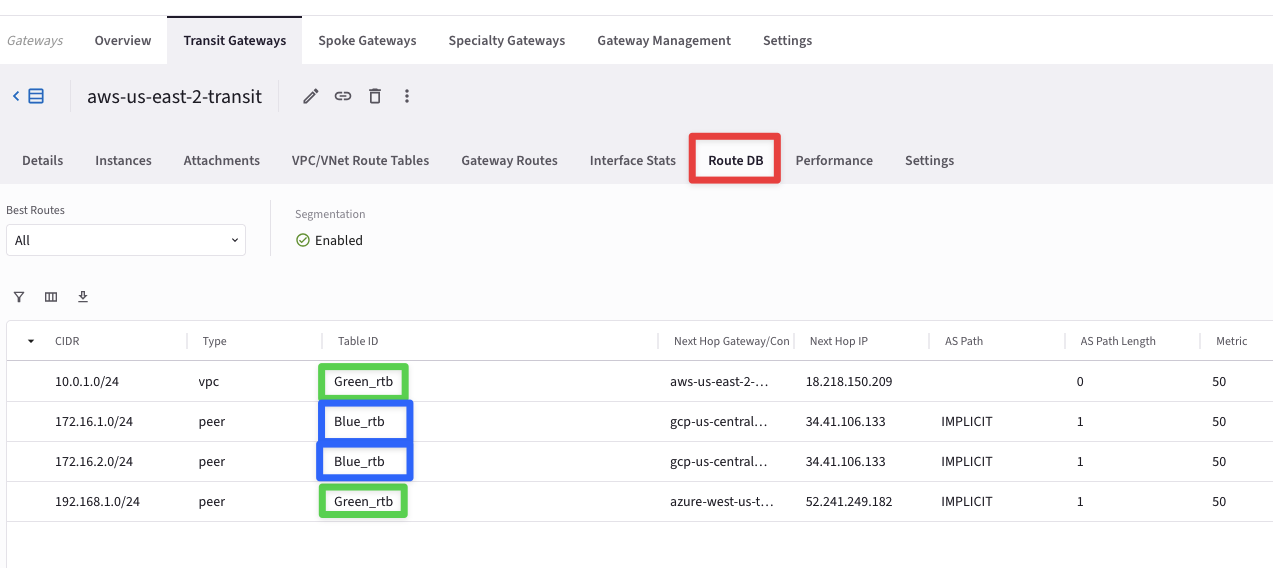 Gateways Overview Transit Gateways Spoke Gateways Specialty Gateways Gateway Management Settings
aws-us-east-2-transit
Details Instances Attachments VPC/VNet Route Tables Gateway Routes Interface Stats Route DB Performance Settings
Best Routes
Segmentation
All
Enabled
CIDR Type Table ID Next Hop Gateway/Con Next Hop IP AS Path AS Path Length Metric
10.0.1.0/24 vpc Green_rtb aws-us-east-2-... 18.218.150.209 0 50
172.16.1.0/24 peer Blue_rtb gcp-us-central... 34.41.106.133 IMPLICIT 1 50
172.16.2.0/24 peer Blue_rtb gcp-us-central... 34.41.106.133 IMPLICIT 1 50
192.168.1.0/24 peer Green_rtb azure-west-us-t... 52.241.249.182 IMPLICIT 1 50